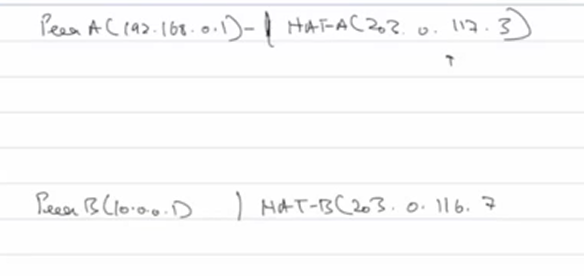 Peer A (192.168.0.1) - | NAT-A (203. 0. 117. 3)
Peer B (10.0.0.1) | NAT-B (203. 0. 116. 7